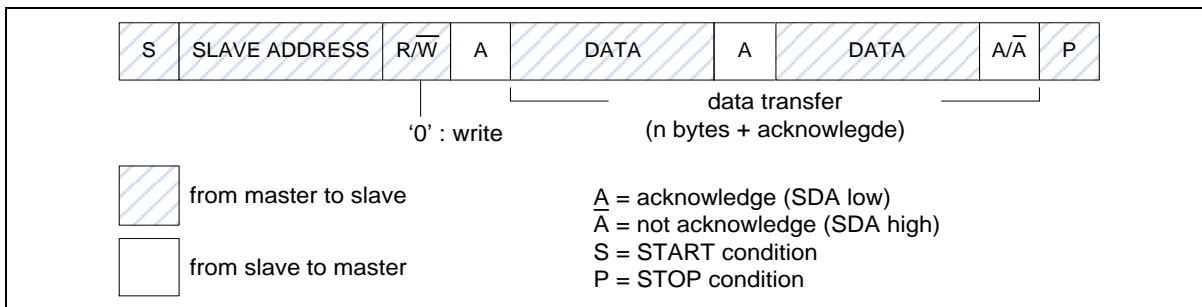 S SLAVE ADDRESS R/W̅ A DATA A DATA A/A̅ P
data transfer
(n bytes + acknowlegde)
‘0’ : write
from master to slave
from slave to master
A = acknowledge (SDA low)
A̅ = not acknowledge (SDA high)
S = START condition
P = STOP condition